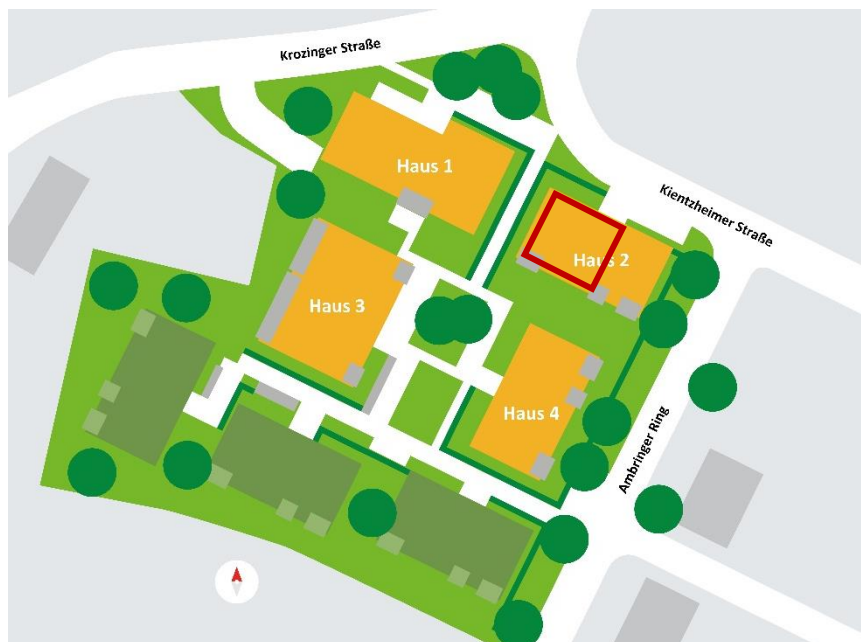 Krozinger Straße
Haus 1
Kientzheimer Straße
Haus 2
Haus 3
Haus 4
Ambringer Ring